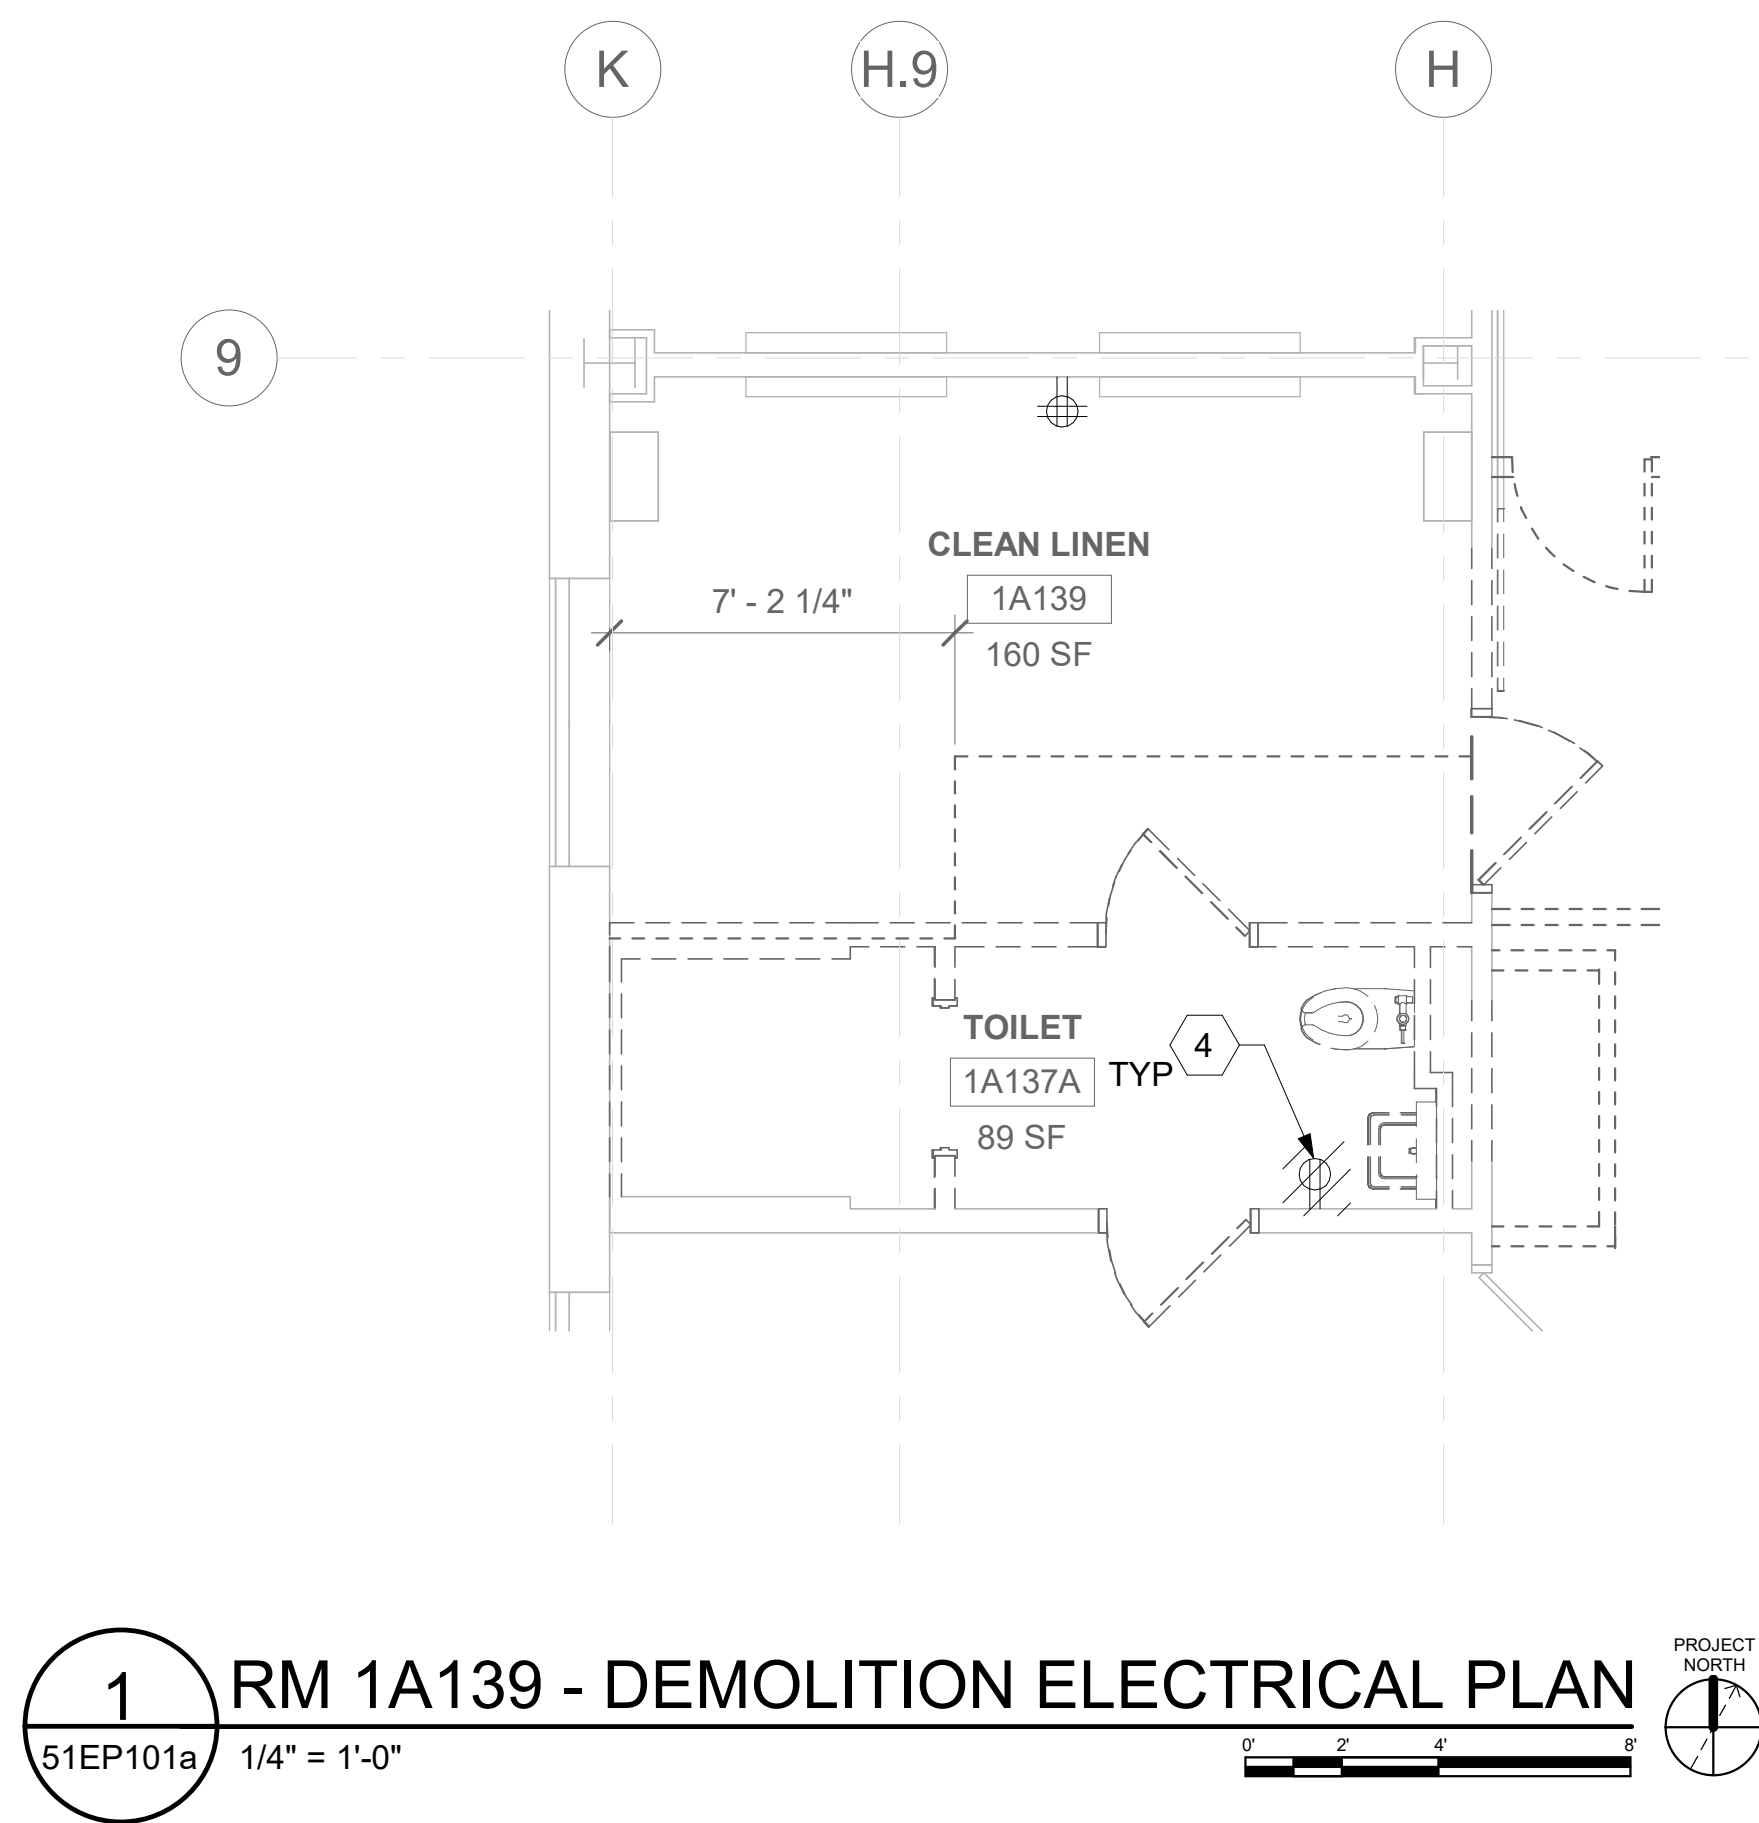 K
H.9
H
9
CLEAN LINEN
1A139
160 SF
7' - 2 1/4"
TOILET
1A137A
89 SF
TYP
4
1
51EP101a
RM 1A139 - DEMOLITION ELECTRICAL PLAN
1/4" = 1'-0"
0' 2' 4' 8'
PROJECT
NORTH